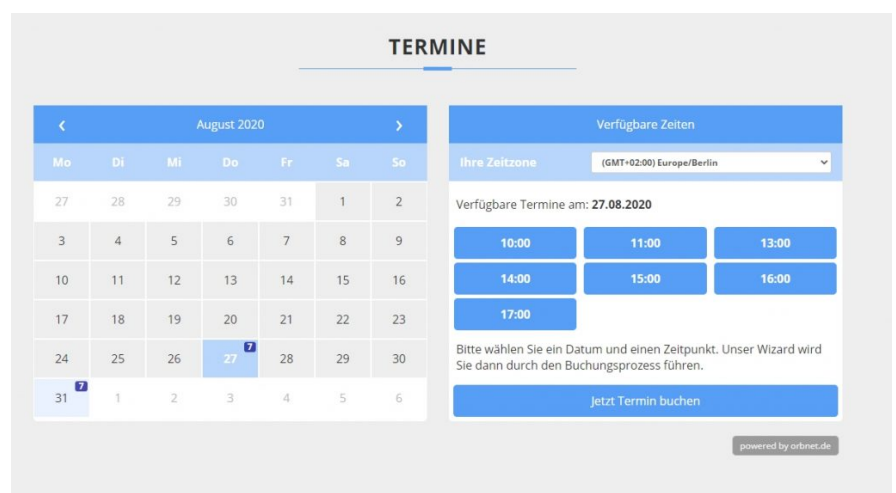 TERMINE
‹ August 2020 ›
Mo Di Mi Do Fr Sa So
27 28 29 30 31 1 2
3 4 5 6 7 8 9
10 11 12 13 14 15 16
17 18 19 20 21 22 23
24 25 26 27 7 28 29 30
31 7 1 2 3 4 5 6
Verfügbare Zeiten
Ihre Zeitzone (GMT+02:00) Europe/Berlin
Verfügbare Termine am: 27.08.2020
10:00 11:00 13:00
14:00 15:00 16:00
17:00
Bitte wählen Sie ein Datum und einen Zeitpunkt. Unser Wizard wird
Sie dann durch den Buchungsprozess führen.
Jetzt Termin buchen
powered by orbnet.de